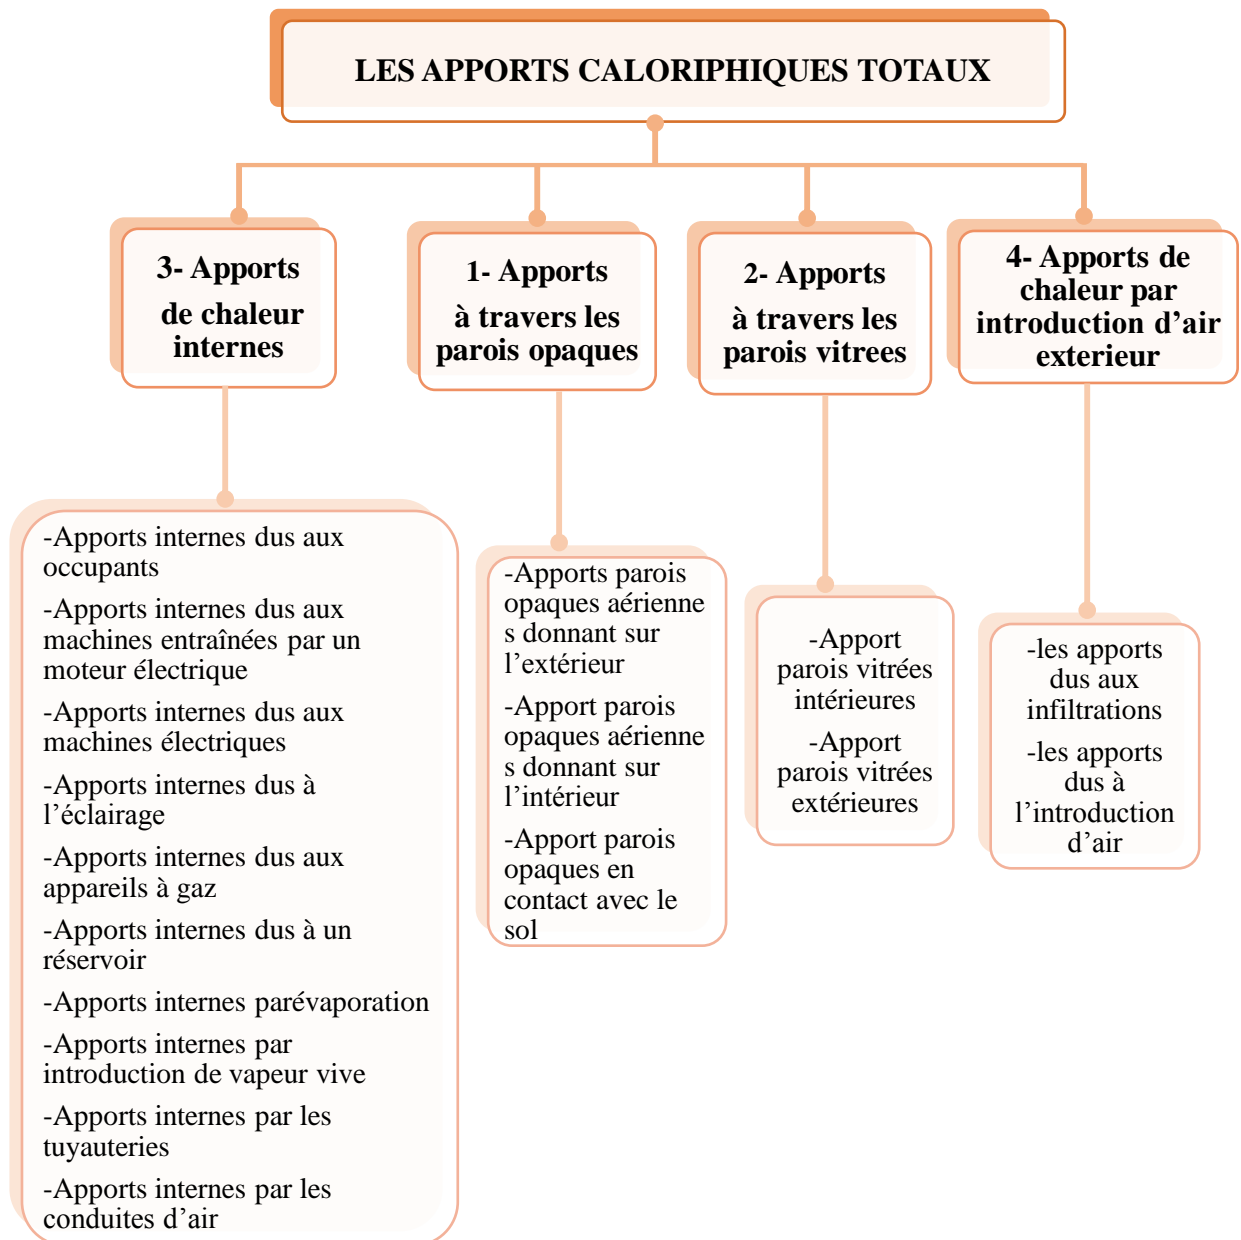 LES APPORTS CALORIPHIQUES TOTAUX
3- Apports
de chaleur
internes
1- Apports
à travers les
parois opaques
2- Apports
à travers les
parois vitrees
4- Apports de
chaleur par
introduction d’air
exterieur
-Apports internes dus aux
occupants
-Apports internes dus aux
machines entraînées par un
moteur électrique
-Apports internes dus aux
machines électriques
-Apports internes dus à
l’éclairage
-Apports internes dus aux
appareils à gaz
-Apports internes dus à un
réservoir
-Apports internes parévaporation
-Apports internes par
introduction de vapeur vive
-Apports internes par les
tuyauteries
-Apports internes par les
conduites d’air
-Apports parois
opaques aérienne
s donnant sur
l’extérieur
-Apport parois
opaques aérienne
s donnant sur
l’intérieur
-Apport parois
opaques en
contact avec le
sol
-Apport
parois vitrées
intérieures
-Apport
parois vitrées
extérieures
-les apports
dus aux
infiltrations
-les apports
dus à
l’introduction
d’air